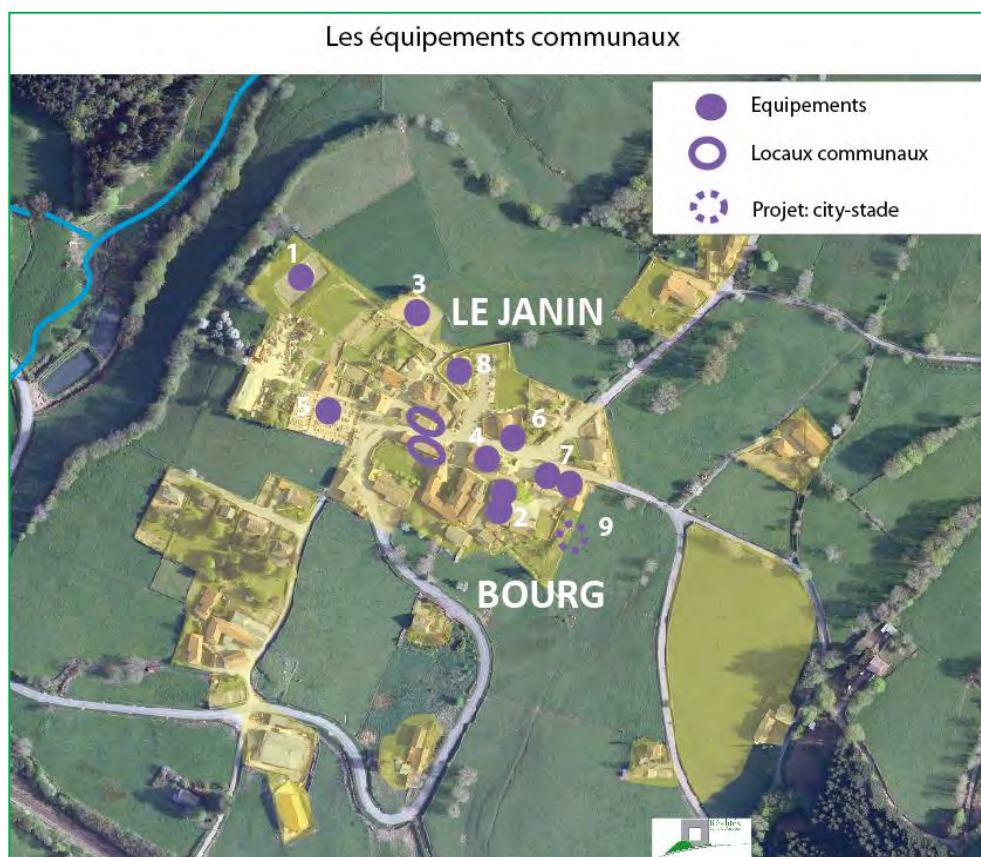 Les équipements communaux
Equipements
Locaux communaux
Projet: city-stade
1
3
LE JANIN
8
5
6
4
7
2
9
BOURG
Réalités